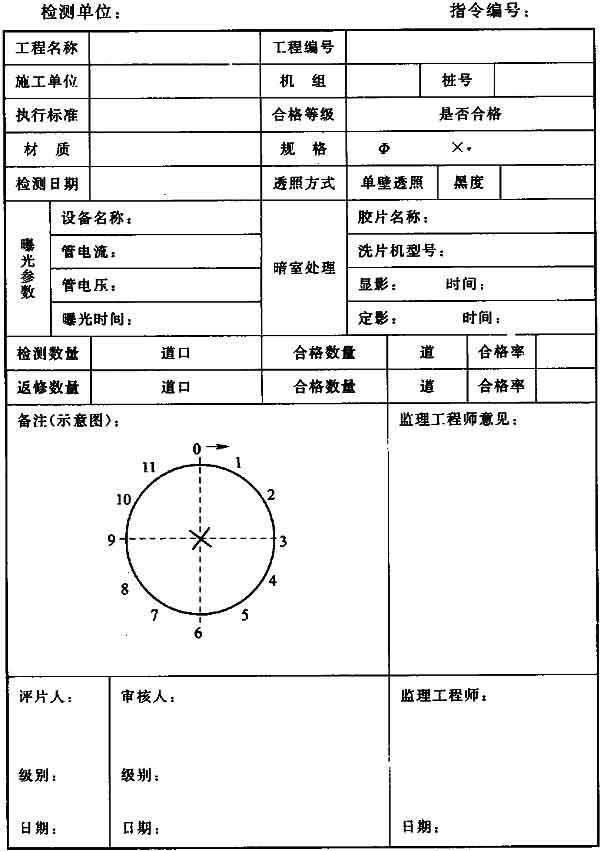 检测单位： 指令编号：
工程名称 工程编号
施工单位 机 组 桩号
执行标准 合格等级 是否合格
材 质 规 格 Φ ×
检测日期 透照方式 单壁透照 黑度
曝光参数 设备名称： 暗室处理 胶片名称：
管电流： 洗片机型号：
管电压： 显影： 时间：
曝光时间： 定影： 时间：
检测数量 道口 合格数量 道 合格率
返修数量 道口 合格数量 道 合格率
备注（示意图）： 监理工程师意见：
0
11 1
10 2
9 3
8 4
7 5
6
评片人： 审核人： 监理工程师：
级别： 级别：
日期： 日期： 日期：